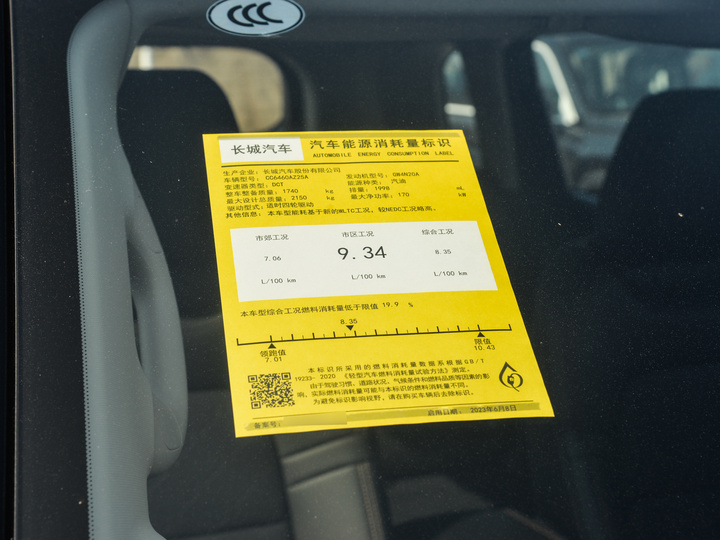 长城汽车 汽车能源消耗量标识
AUTOMOBILE ENERGY CONSUMPTION LABEL
生产企业：长城汽车股份有限公司
车辆型号：CC6460AZ25A 发动机型号：GW4N20A
变速器类型：DCT 能源种类：汽油
整车整备质量：1740 kg 排量：1998 mL
最大设计总质量：2150 kg 最大净功率：170 kW
驱动型式：适时四轮驱动
其他信息：本车型能耗基于新的WLTC工况，较NEDC工况略高。
市郊工况 市区工况 综合工况
7.06 9.34 8.35
L/100 km L/100 km L/100 km
本车型综合工况燃料消耗量低于限值 19.9 %
8.35
领跑值 限值
7.01 10.43
本标识所采用的燃料消耗量数据系根据GB/T
19233-2020《轻型汽车燃料消耗量试验方法》测定。
由于驾驶习惯、道路状况、气候条件和燃料品质等因素的影
响，实际燃料消耗量可能与本标识的燃料消耗量不同。
为避免标识影响视野，请在购买车辆后去除标识。
备案号： 启用日期：2023年6月8日